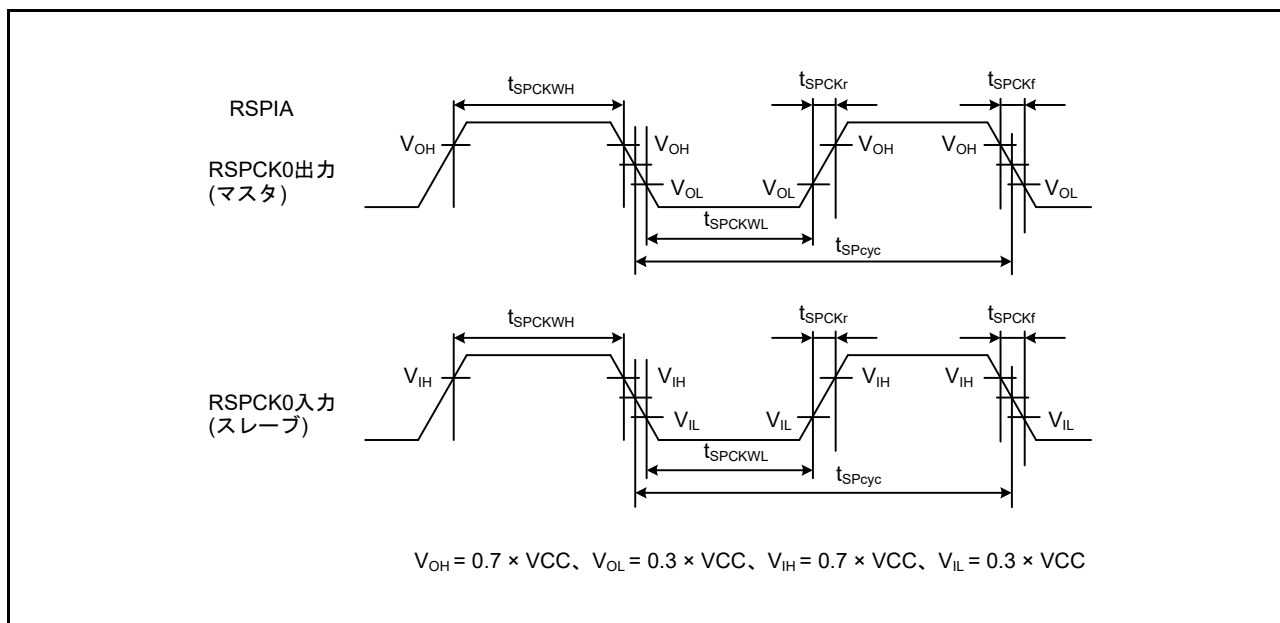 RSPIA
RSPCK0出力
(マスタ)
tSPCKWH
tSPCKr
tSPCKf
VOH
VOH
VOL
VOL
VOH
VOH
VOL
tSPCKWL
tSPcyc
RSPCK0入力
(スレーブ)
tSPCKWH
tSPCKr
tSPCKf
VIH
VIH
VIL
VIL
VIH
VIH
VIL
tSPCKWL
tSPcyc
VOH = 0.7 × VCC、VOL = 0.3 × VCC、VIH = 0.7 × VCC、VIL = 0.3 × VCC